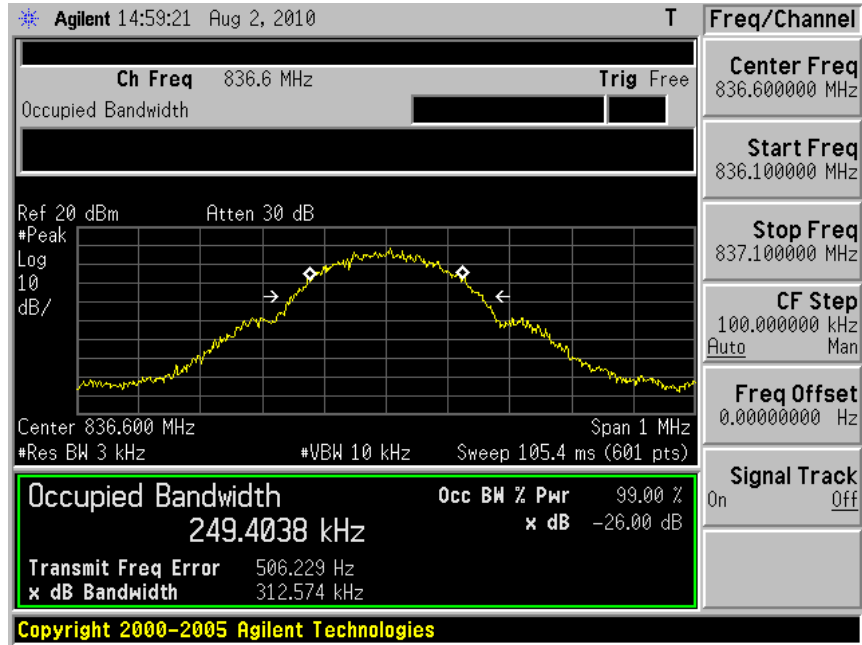 Agilent 14:59:21 Aug 2, 2010 T
Freq/Channel
Ch Freq 836.6 MHz Trig Free
Occupied Bandwidth
Center Freq
836.600000 MHz
Start Freq
836.100000 MHz
Stop Freq
837.100000 MHz
CF Step
100.000000 kHz
Auto Man
Freq Offset
0.00000000 Hz
Signal Track
On Off
Ref 20 dBm Atten 30 dB
#Peak
Log
10
dB/
Center 836.600 MHz Span 1 MHz
#Res BW 3 kHz #VBW 10 kHz Sweep 105.4 ms (601 pts)
Occupied Bandwidth
249.4038 kHz
Occ BW % Pwr 99.00 %
x dB -26.00 dB
Transmit Freq Error 506.229 Hz
x dB Bandwidth 312.574 kHz
Copyright 2000-2005 Agilent Technologies